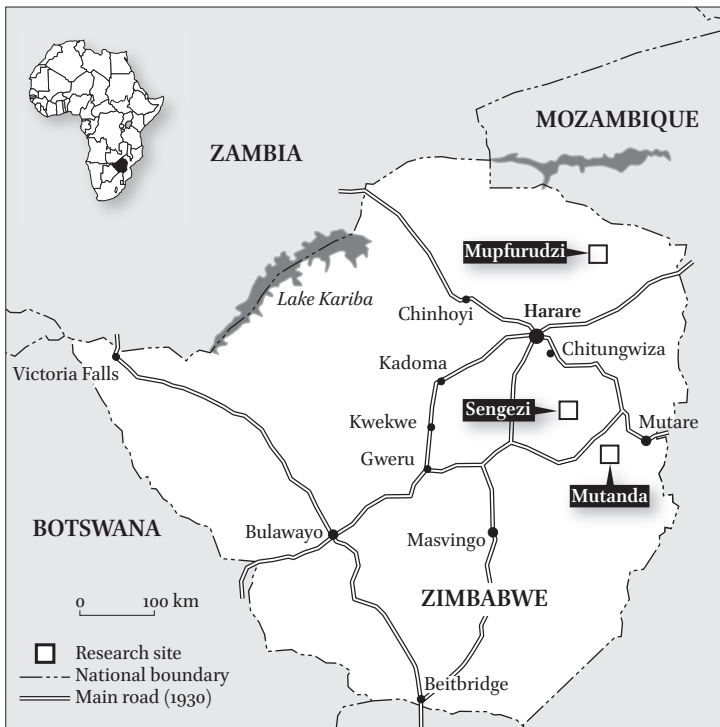 MOZAMBIQUE
ZAMBIA
Mupfurudzi
Lake Kariba
Chinhoyi
Harare
Chitungwiza
Victoria Falls
Kadoma
Sengezi
Kwekwe
Mutare
Gweru
Mutanda
BOTSWANA
Bulawayo
Masvingo
ZIMBABWE
0 100 km
Research site
National boundary
Main road (1930)
Beitbridge